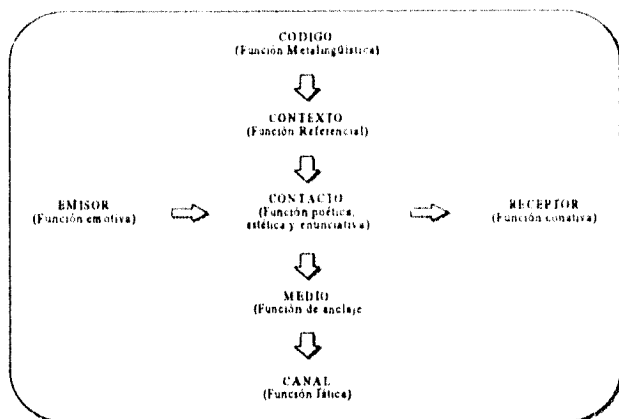 CODIGO
(Función Metalingüística)
CONTEXTO
(Función Referencial)
EMISOR
(Función emotiva)
CONTACTO
(Función poética,
estética y enunciativa)
RECEPTOR
(Función conativa)
MEDIO
(Función de anclaje
CANAL
(Función fática)